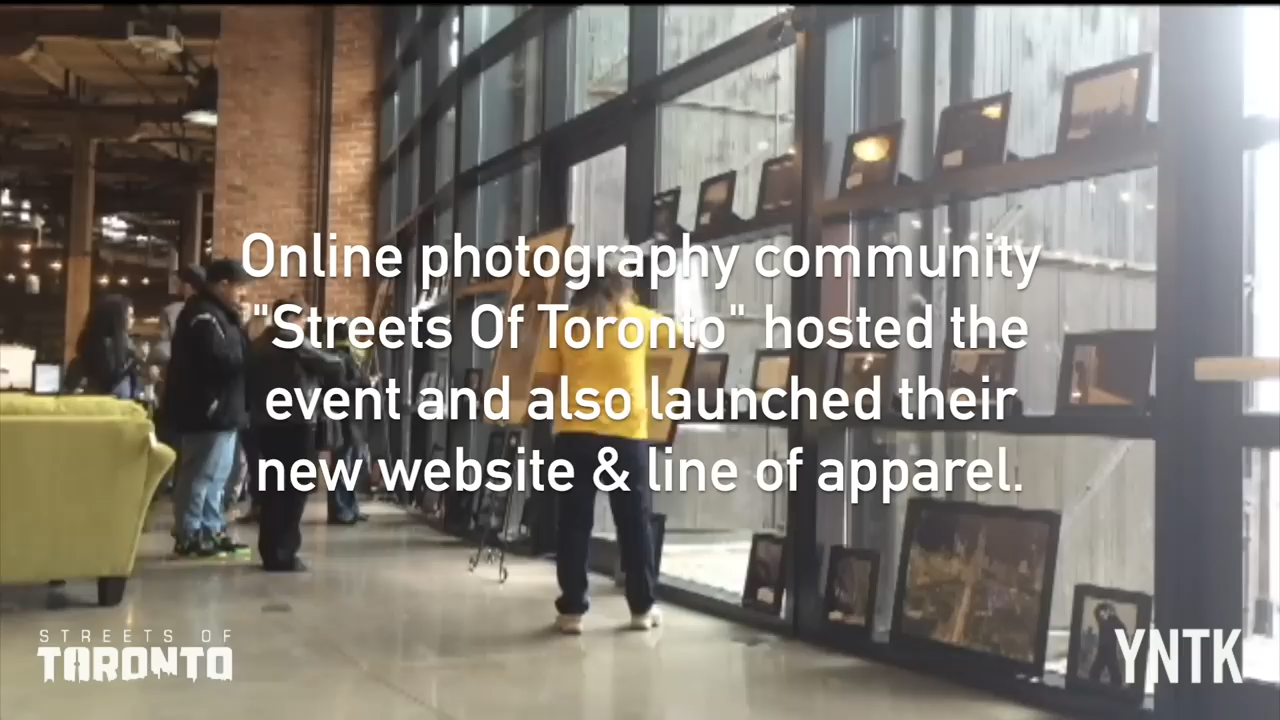 Online photography community
"Streets Of Toronto" hosted the
event and also launched their
new website & line of apparel.
STREETS OF
TARONTO
YNTK